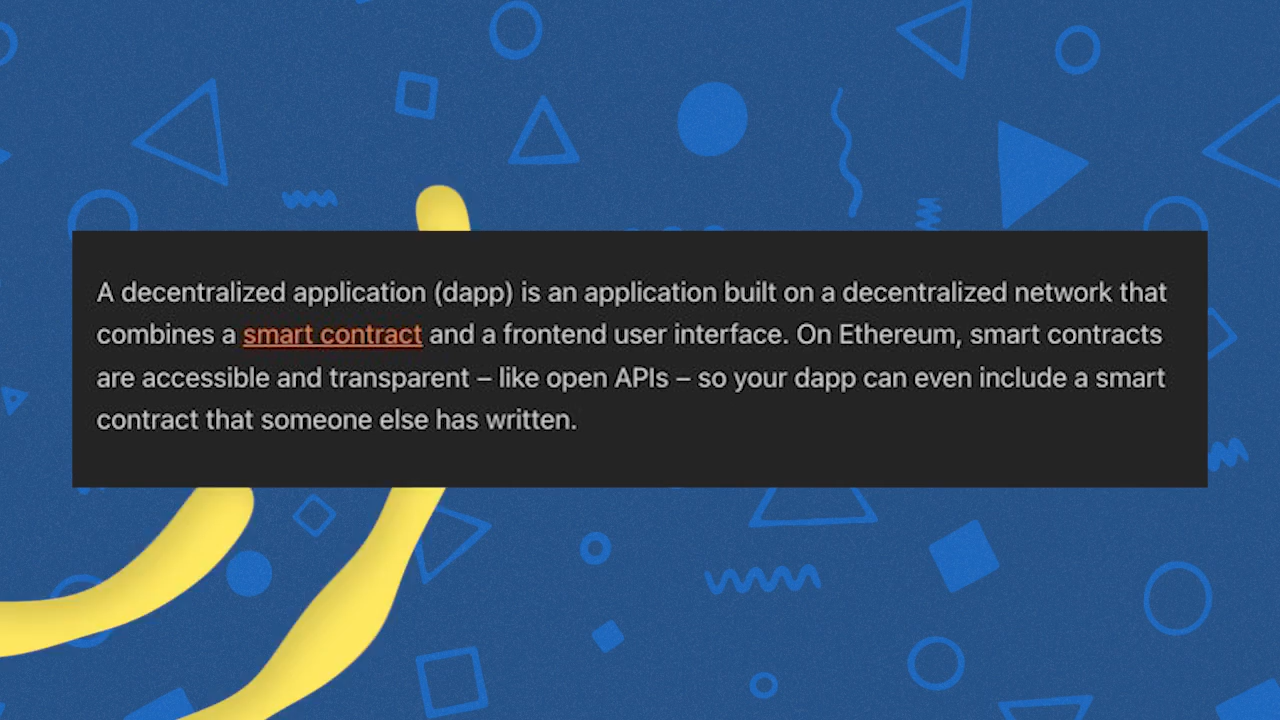 A decentralized application (dapp) is an application built on a decentralized network that
combines a smart contract and a frontend user interface. On Ethereum, smart contracts
are accessible and transparent – like open APIs – so your dapp can even include a smart
contract that someone else has written.